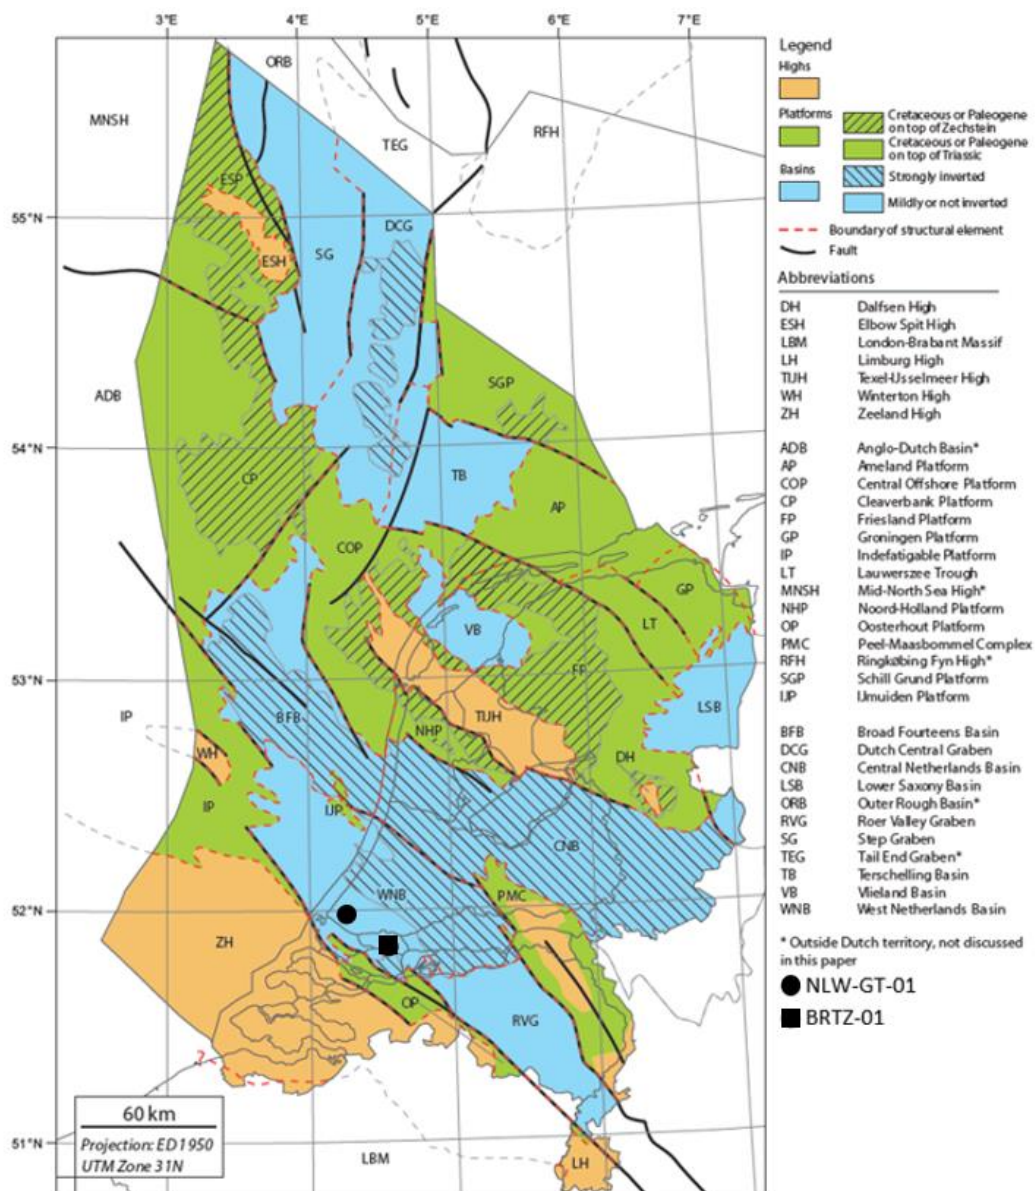 3°E 4°E 5°E 6°E 7°E
ORB
MNSH
TEG
RFH
ESP
55°N
DCG
SG
ESH
SGP
ADB
54°N
TB
CP
AP
COP
GP
LT
VB
FP
53°N
LSB
IP
BFB
TIJH
NHP
WH
DH
IP
IJP
CNB
WNB
PMC
52°N
ZH
OP
RVG
?
60 km
Projection: ED 1950
UTM Zone 31N
51°N
LBM
LH
Legend
Highs
Platforms
Cretaceous or Paleogene
on top of Zechstein
Cretaceous or Paleogene
on top of Triassic
Basins
Strongly inverted
Mildly or not inverted
Boundary of structural element
Fault
Abbreviations
DH Dalfsen High
ESH Elbow Spit High
LBM London-Brabant Massif
LH Limburg High
TIJH Texel-IJsselmeer High
WH Winterton High
ZH Zeeland High
ADB Anglo-Dutch Basin*
AP Ameland Platform
COP Central Offshore Platform
CP Cleaverbank Platform
FP Friesland Platform
GP Groningen Platform
IP Indefatigable Platform
LT Lauwerszee Trough
MNSH Mid-North Sea High*
NHP Noord-Holland Platform
OP Oosterhout Platform
PMC Peel-Maasbommel Complex
RFH Ringkøbing Fyn High*
SGP Schill Grund Platform
IJP IJmuiden Platform
BFB Broad Fourteens Basin
DCG Dutch Central Graben
CNB Central Netherlands Basin
LSB Lower Saxony Basin
ORB Outer Rough Basin*
RVG Roer Valley Graben
SG Step Graben
TEG Tail End Graben*
TB Terschelling Basin
VB Vlieland Basin
WNB West Netherlands Basin
* Outside Dutch territory, not discussed
in this paper
NLW-GT-01
BRTZ-01